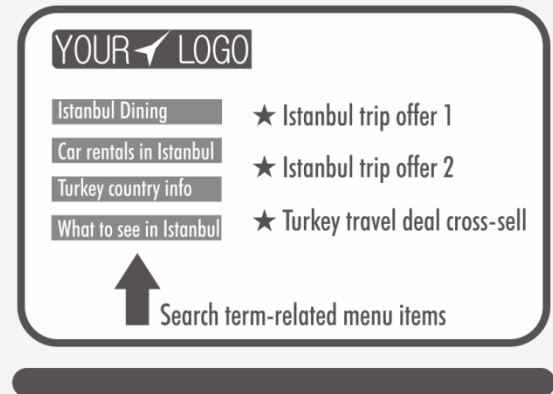 YOUR LOGO
Istanbul Dining
Car rentals in Istanbul
Turkey country info
What to see in Istanbul
★ Istanbul trip offer 1
★ Istanbul trip offer 2
★ Turkey travel deal cross-sell
Search term-related menu items